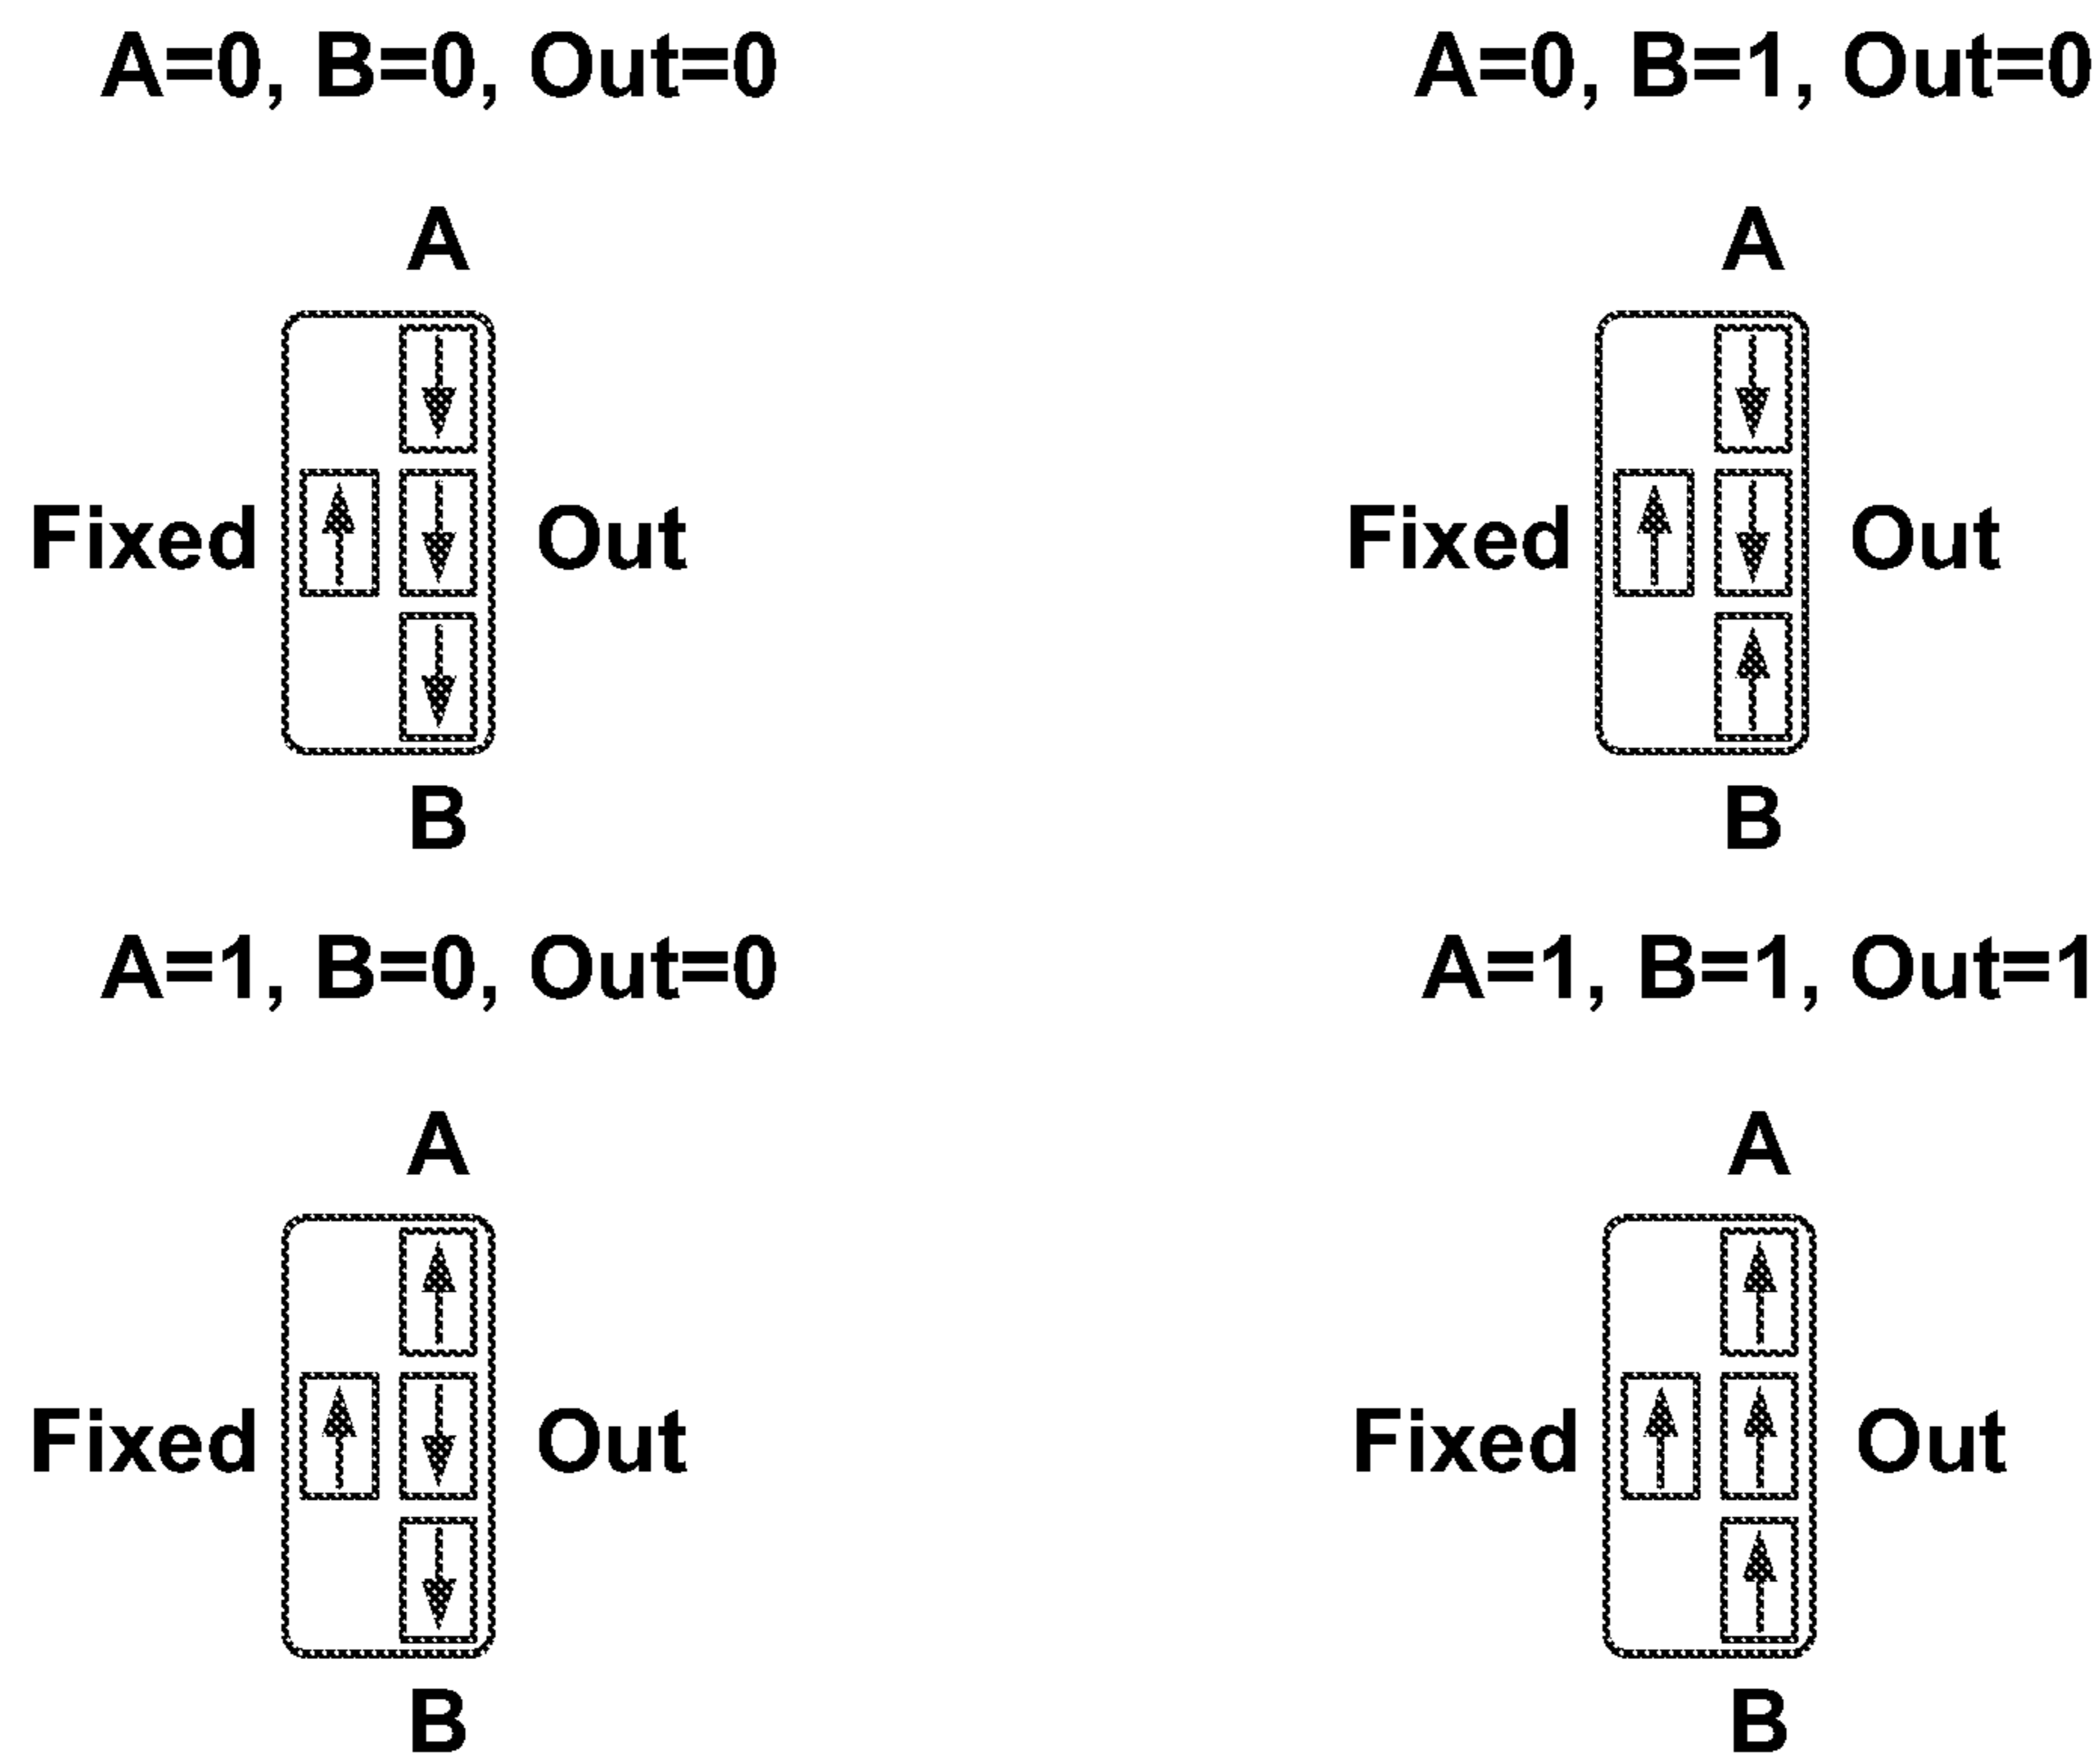 A=0, B=0, Out=0
A=0, B=1, Out=0
A
A
Fixed
Out
Fixed
Out
B
B
A=1, B=0, Out=0
A=1, B=1, Out=1
A
A
Fixed
Out
Fixed
Out
B
B